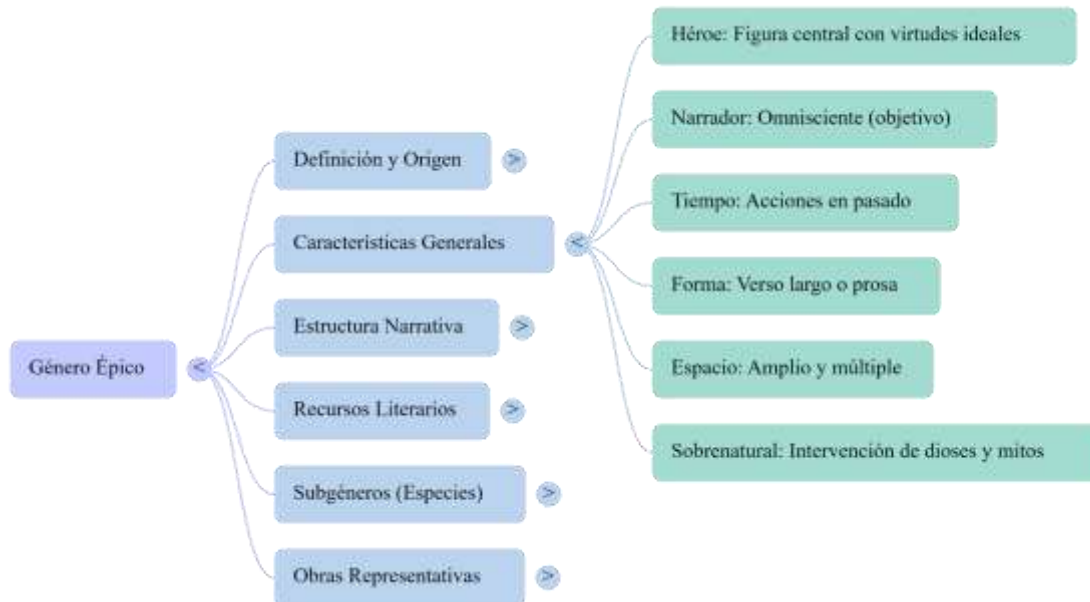 Género Épico
<
Definición y Origen
>
Características Generales
<
Héroe: Figura central con virtudes ideales
Narrador: Omnisciente (objetivo)
Tiempo: Acciones en pasado
Forma: Verso largo o prosa
Espacio: Amplio y múltiple
Sobrenatural: Intervención de dioses y mitos
Estructura Narrativa
>
Recursos Literarios
>
Subgéneros (Especies)
>
Obras Representativas
>